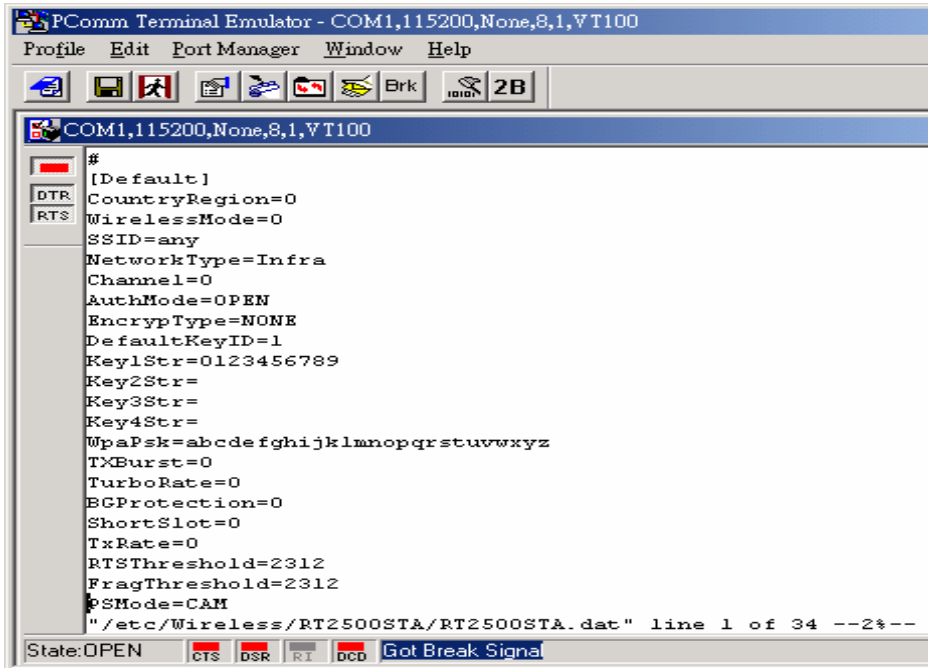 PComm Terminal Emulator - COM1,115200,None,8,1,VT100
Profile Edit Port Manager Window Help
Brk 2B
COM1,115200,None,8,1,VT100
DTR
RTS
#
[Default]
CountryRegion=0
WirelessMode=0
SSID=any
NetworkType=Infra
Channel=0
AuthMode=OPEN
EncrypType=NONE
DefaultKeyID=1
Key1Str=0123456789
Key2Str=
Key3Str=
Key4Str=
WpaPsk=abcdefghijklmnopqrstuvwxyz
TXBurst=0
TurboRate=0
BGProtection=0
ShortSlot=0
TxRate=0
RTSThreshold=2312
FragThreshold=2312
PSMode=CAM
"/etc/Wireless/RT2500STA/RT2500STA.dat" line 1 of 34 --2%--
State:OPEN CTS DSR RI DCD Got Break Signal